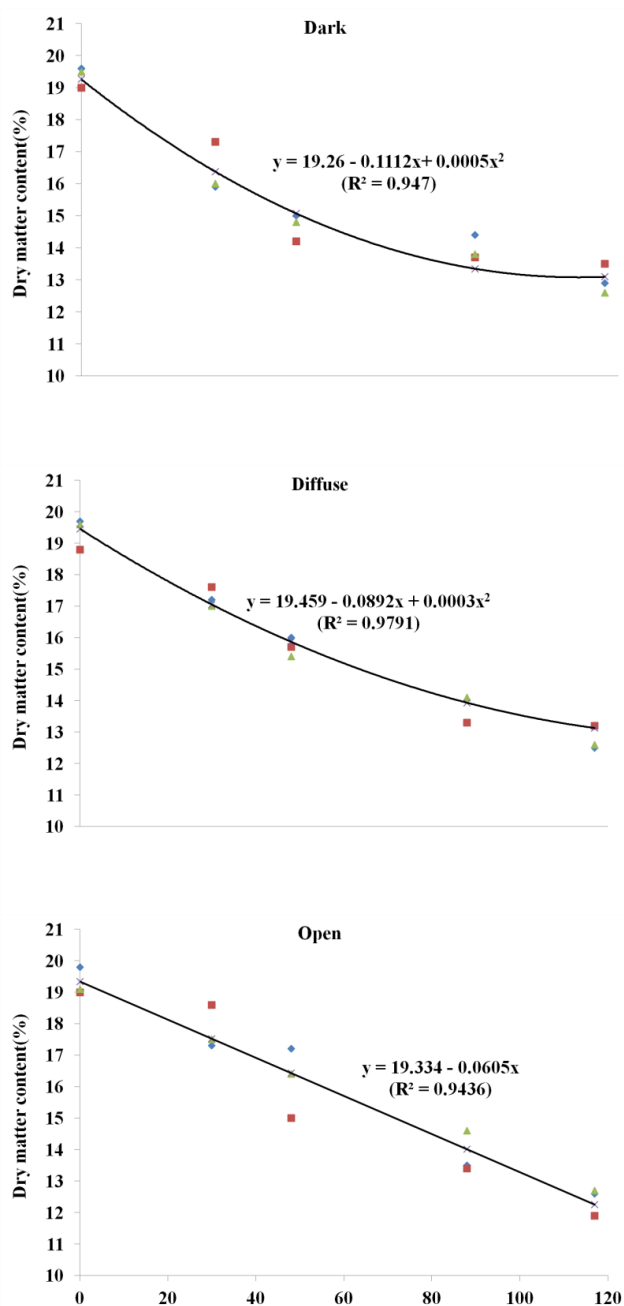 Dark
Dry matter content(%)
21
20
19
18
17
16
15
14
13
12
11
10
y = 19.26 - 0.1112x+ 0.0005x²
(R² = 0.947)
Diffuse
Dry matter content(%)
21
20
19
18
17
16
15
14
13
12
11
10
y = 19.459 - 0.0892x + 0.0003x²
(R² = 0.9791)
Open
Dry matter content(%)
21
20
19
18
17
16
15
14
13
12
11
10
y = 19.334 - 0.0605x
(R² = 0.9436)
0 20 40 60 80 100 120